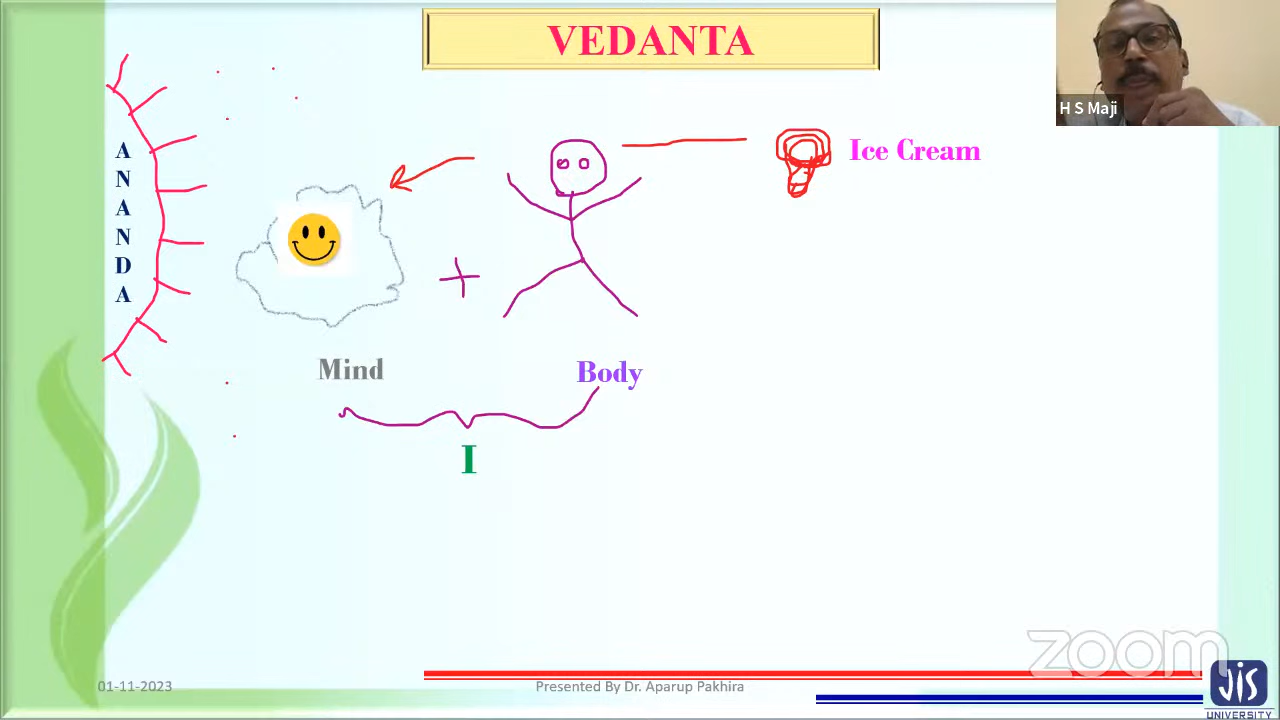 VEDANTA
H S Maji
A
N
A
N
D
A
Ice Cream
Mind
Body
I
zoom
01-11-2023
Presented By Dr. Aparup Pakhira
JIS
UNIVERSITY